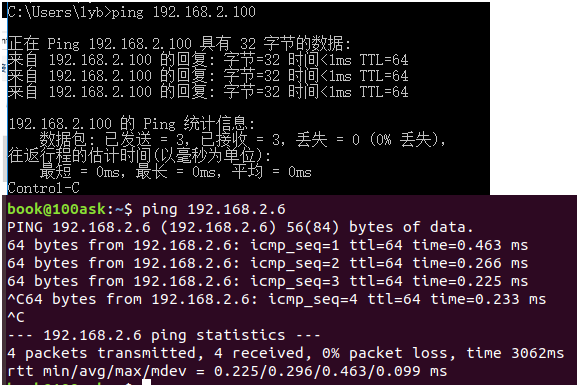 C:\Users\lyb>ping 192.168.2.100
正在 Ping 192.168.2.100 具有 32 字节的数据:
来自 192.168.2.100 的回复: 字节=32 时间<1ms TTL=64
来自 192.168.2.100 的回复: 字节=32 时间<1ms TTL=64
来自 192.168.2.100 的回复: 字节=32 时间<1ms TTL=64
192.168.2.100 的 Ping 统计信息:
数据包: 已发送 = 3，已接收 = 3，丢失 = 0 (0% 丢失)，
往返行程的估计时间(以毫秒为单位):
最短 = 0ms，最长 = 0ms，平均 = 0ms
Control-C
book@100ask:~$ ping 192.168.2.6
PING 192.168.2.6 (192.168.2.6) 56(84) bytes of data.
64 bytes from 192.168.2.6: icmp_seq=1 ttl=64 time=0.463 ms
64 bytes from 192.168.2.6: icmp_seq=2 ttl=64 time=0.266 ms
64 bytes from 192.168.2.6: icmp_seq=3 ttl=64 time=0.225 ms
^C64 bytes from 192.168.2.6: icmp_seq=4 ttl=64 time=0.233 ms
^C
--- 192.168.2.6 ping statistics ---
4 packets transmitted, 4 received, 0% packet loss, time 3062ms
rtt min/avg/max/mdev = 0.225/0.296/0.463/0.099 ms